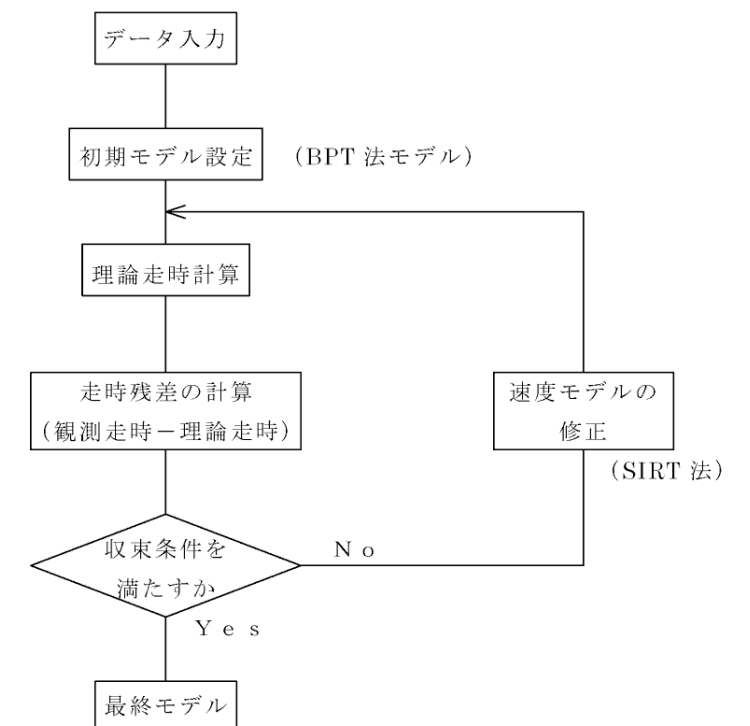 データ入力
初期モデル設定
(BPT 法モデル)
理論走時計算
走時残差の計算
(観測走時－理論走時)
速度モデルの
修正
(SIRT 法)
収束条件を
満たすか
No
Yes
最終モデル